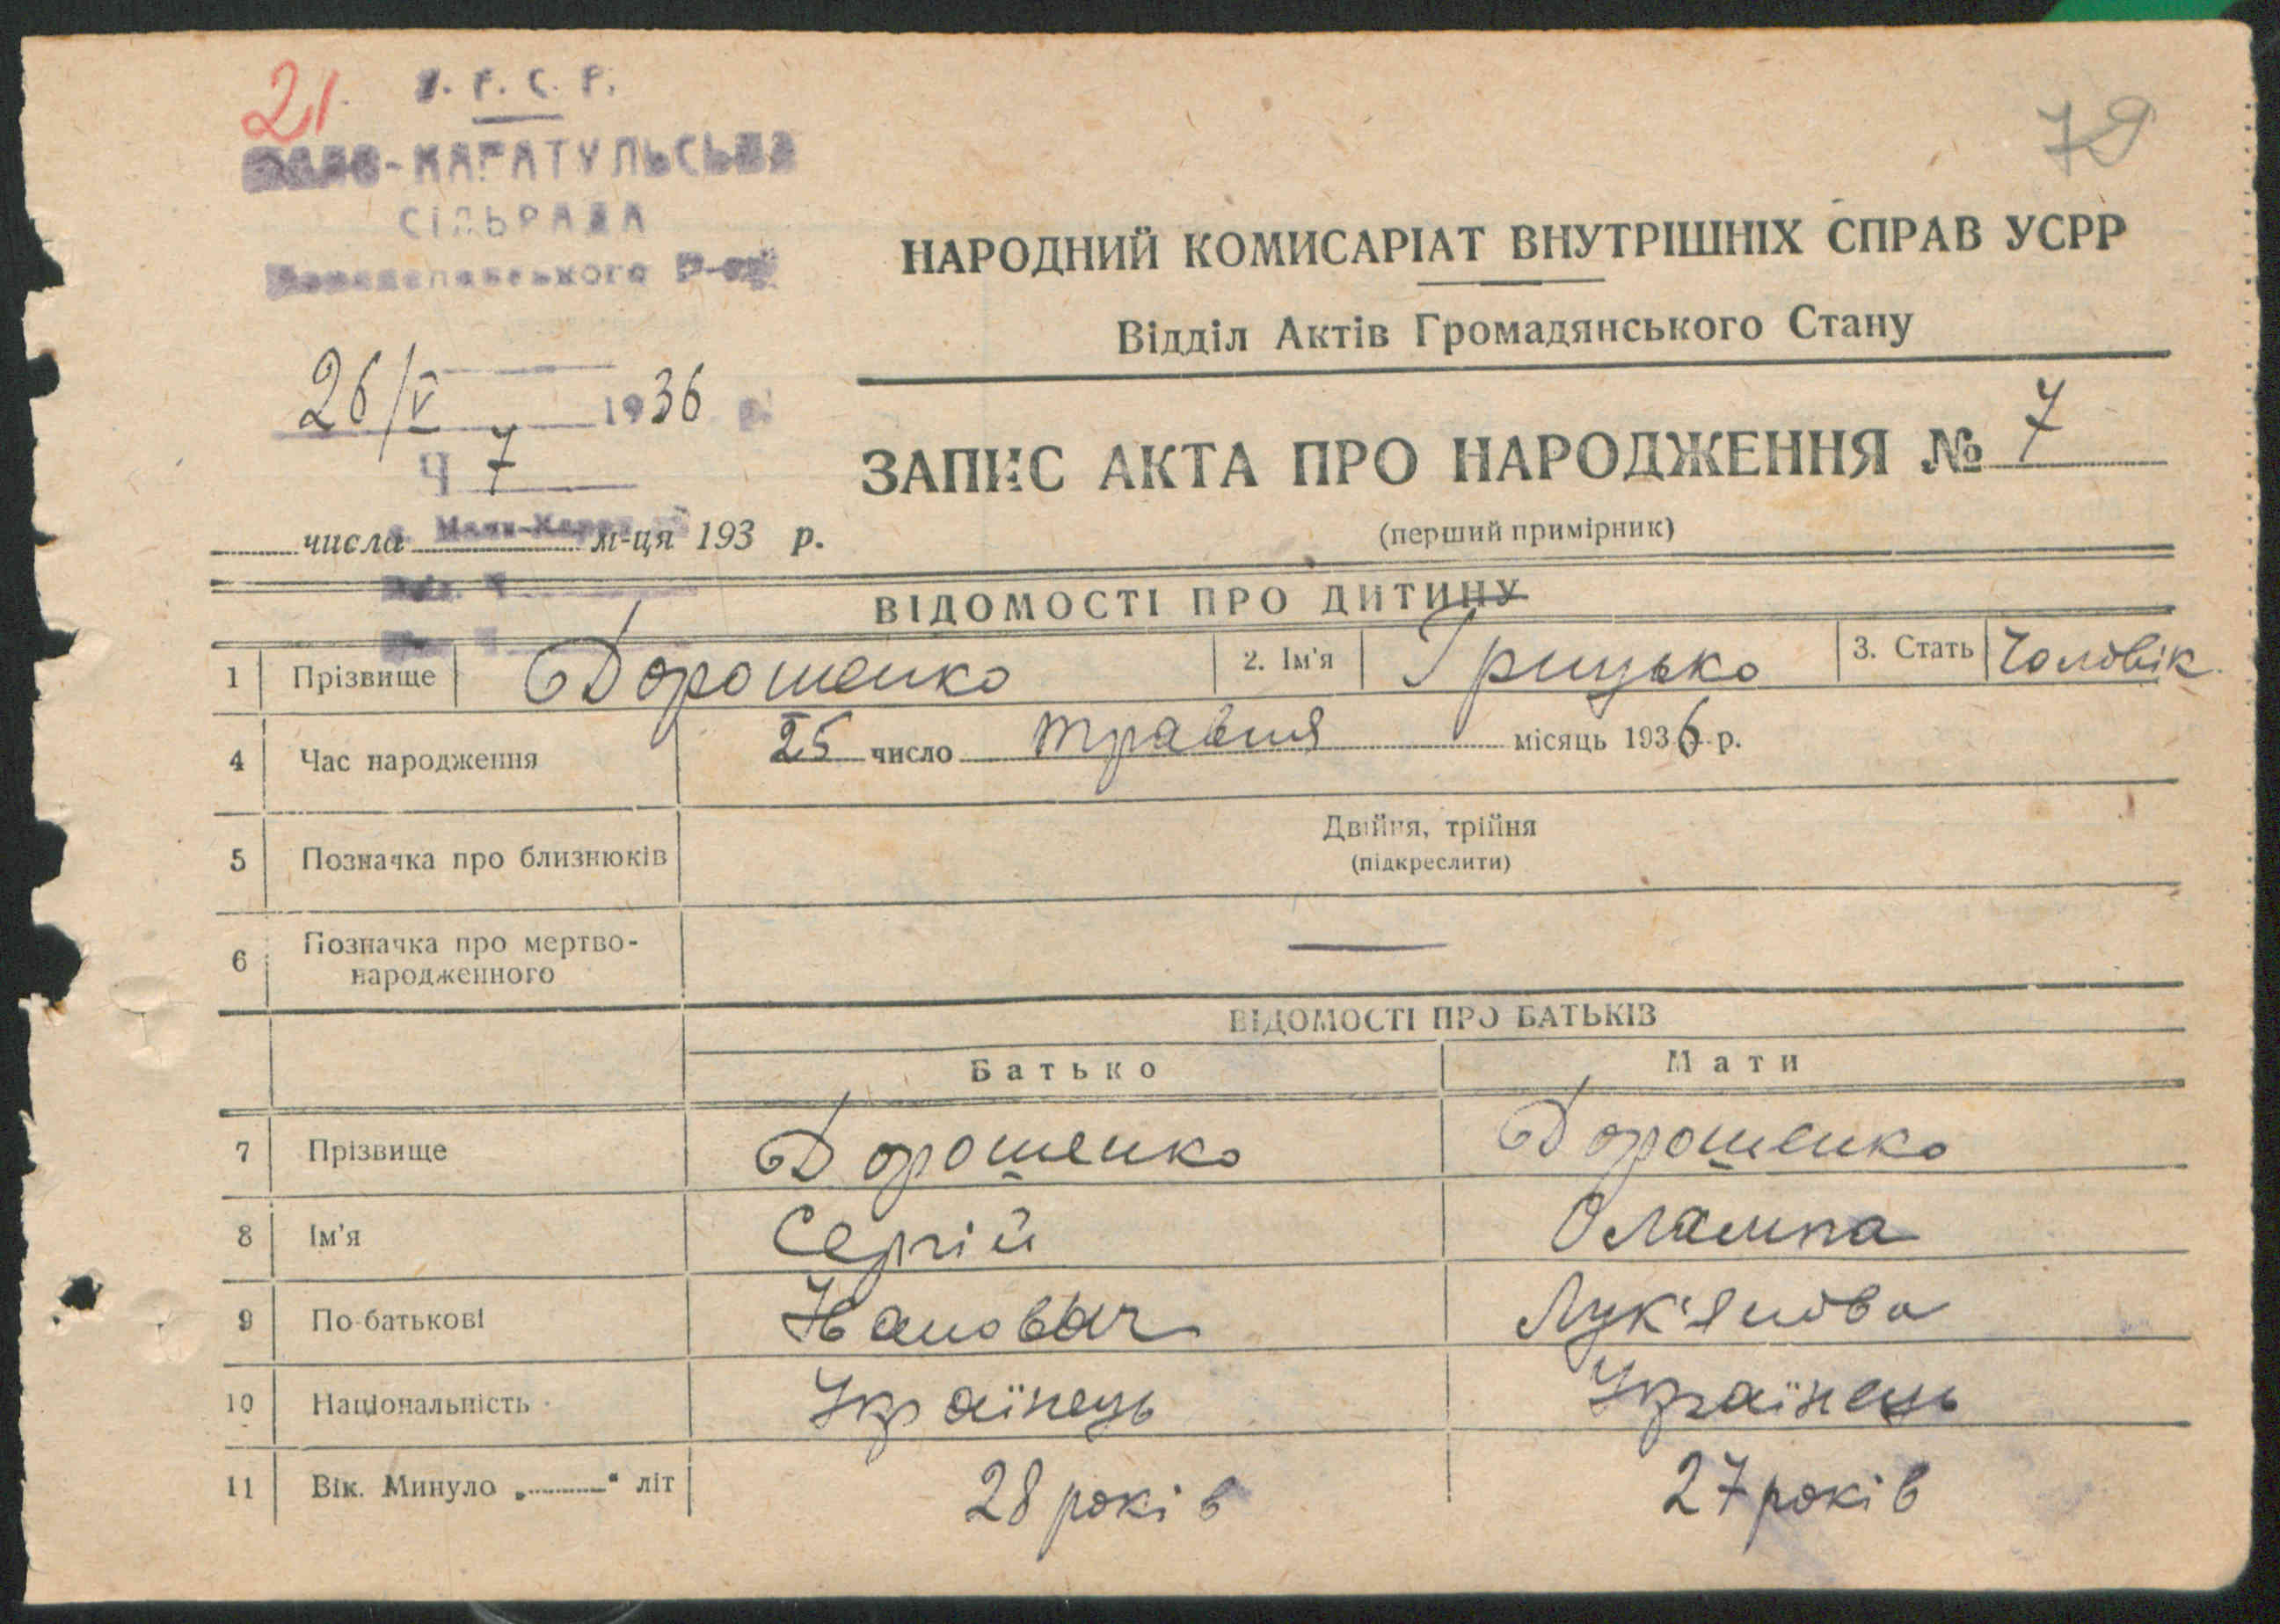 21.
У. Р. С. Р.
-КАРАТУЛЬСЬКА
СІЛЬРАДА
79
НАРОДНИЙ КОМИСАРІАТ ВНУТРІШНІХ СПРАВ УСРР
Відділ Актів Громадянського Стану
26/V 1936 р.
Ч 7
ЗАПИС АКТА ПРО НАРОДЖЕННЯ № 7
(перший примірник)
числа м-ця 193 р.
ВІДОМОСТІ ПРО ДИТИНУ
1 Прізвище Дорошенко 2. Ім'я Грицько 3. Стать Чоловік
4 Час народження 25 число травня місяць 1936 р.
5 Позначка про близнюків Двійня, трійня
(підкреслити)
6 Позначка про мертво-
народженного —
ВІДОМОСТІ ПРО БАТЬКІВ
Батько Мати
7 Прізвище Дорошенко Дорошенко
8 Ім'я Сергій Олампа
9 По-батькові Лук'янова
10 Національність Українець Українець
11 Вік. Минуло „ “ літ 28 років 27 років